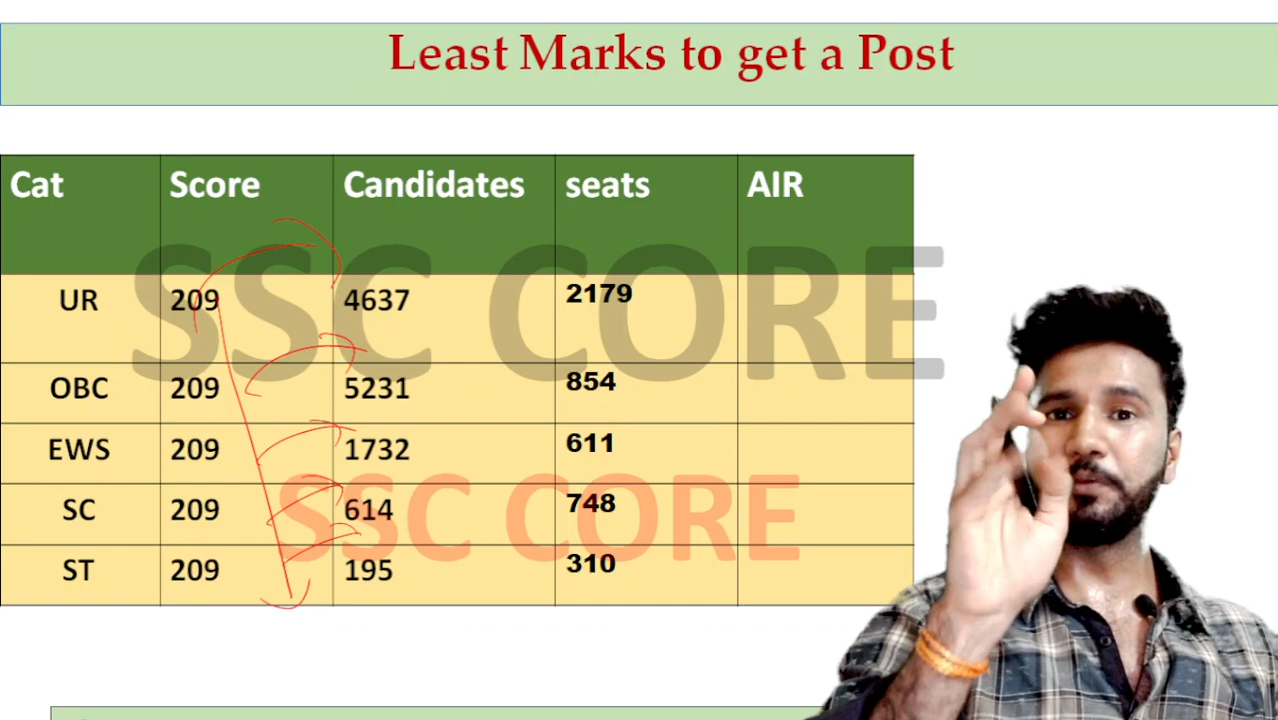 Least Marks to get a Post
Cat Score Candidates seats AIR
UR 209 4637 2179
OBC 209 5231 854
EWS 209 1732 611
SC 209 614 748
ST 209 195 310
SSC CORE
SSC CORE